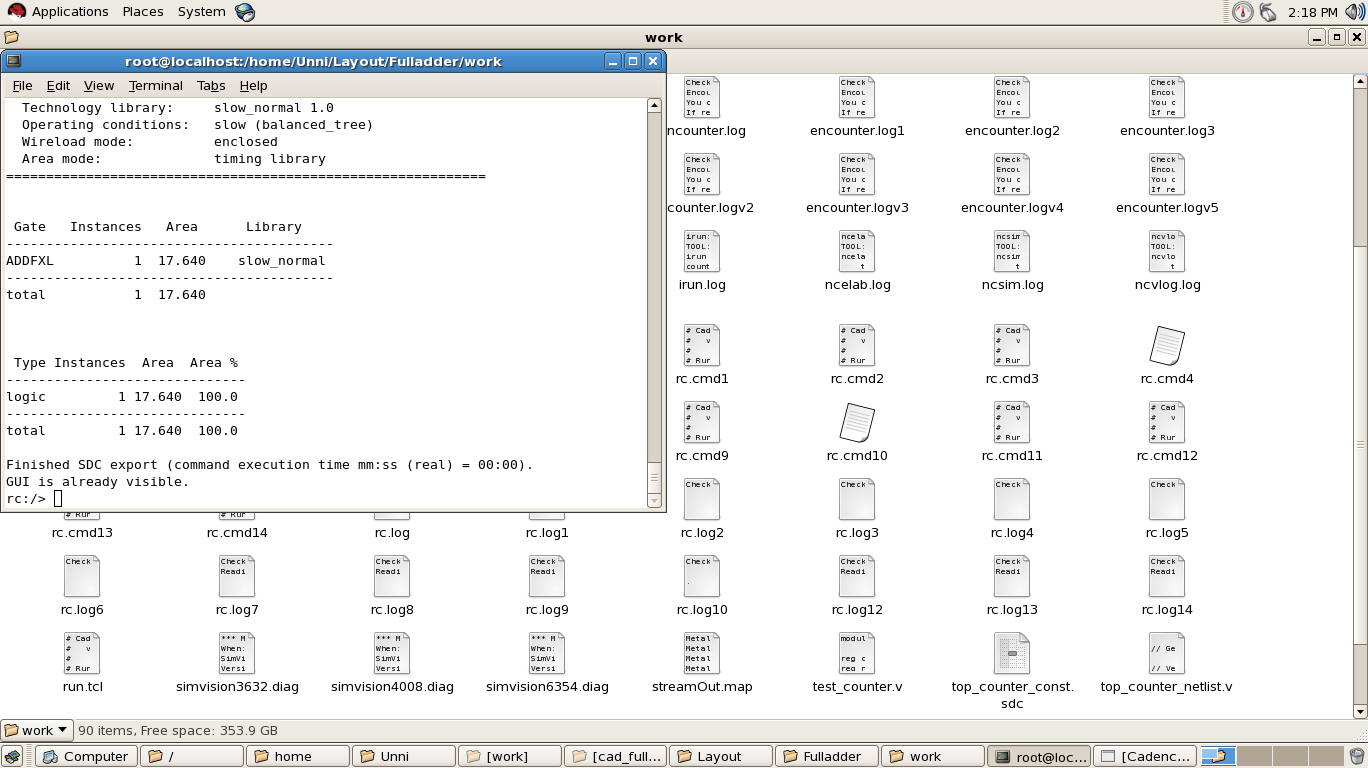 Applications Places System 2:18 PM
work
root@localhost:/home/Unni/Layout/Fulladder/work
File Edit View Terminal Tabs Help
Technology library: slow_normal 1.0
Operating conditions: slow (balanced_tree)
Wireload mode: enclosed
Area mode: timing library
============================================================
Gate Instances Area Library
-----------------------------------------
ADDFXL 1 17.640 slow_normal
-----------------------------------------
total 1 17.640
Type Instances Area Area %
------------------------------
logic 1 17.640 100.0
------------------------------
total 1 17.640 100.0
Finished SDC export (command execution time mm:ss (real) = 00:00).
GUI is already visible.
rc:/>
ncounter.log encounter.log1 encounter.log2 encounter.log3
counter.logv2 encounter.logv3 encounter.logv4 encounter.logv5
irun.log ncelab.log ncsim.log ncvlog.log
rc.cmd1 rc.cmd2 rc.cmd3 rc.cmd4
rc.cmd9 rc.cmd10 rc.cmd11 rc.cmd12
rc.cmd13 rc.cmd14 rc.log rc.log1 rc.log2 rc.log3 rc.log4 rc.log5
rc.log6 rc.log7 rc.log8 rc.log9 rc.log10 rc.log12 rc.log13 rc.log14
run.tcl simvision3632.diag simvision4008.diag simvision6354.diag streamOut.map test_counter.v top_counter_const. top_counter_netlist.v
sdc
work 90 items, Free space: 353.9 GB
Computer / home Unni [work] [cad_full... Layout Fulladder work root@loc... [Cadenc...